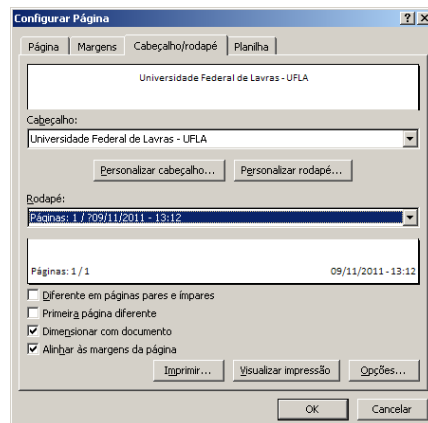 Configurar Página
Página Margens Cabeçalho/rodapé Planilha
Universidade Federal de Lavras - UFLA
Cabeçalho:
Universidade Federal de Lavras - UFLA
Personalizar cabeçalho... Personalizar rodapé...
Rodapé:
Páginas: 1 / ?09/11/2011 - 13:12
Páginas: 1 / 1 09/11/2011 - 13:12
Diferente em páginas pares e ímpares
Primeira página diferente
Dimensionar com documento
Alinhar às margens da página
Imprimir... Visualizar impressão Opções...
OK Cancelar